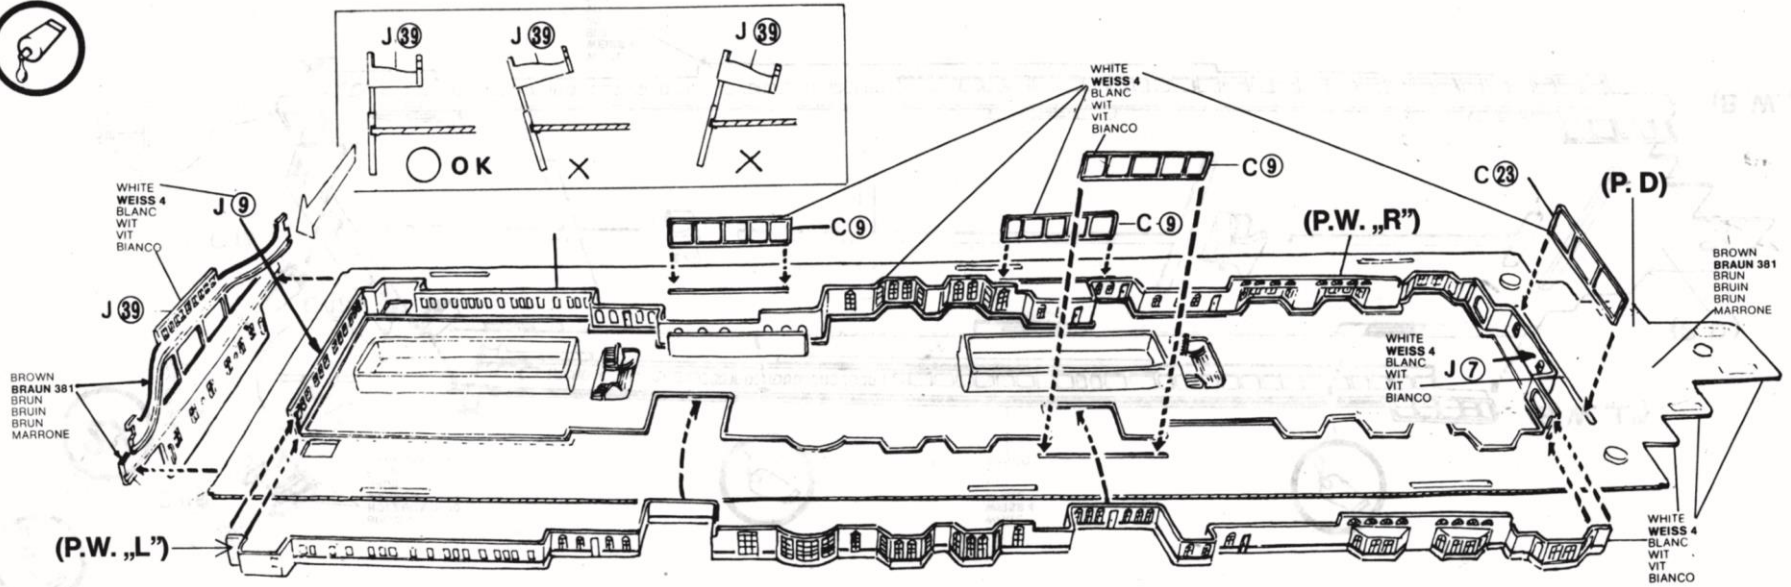 J 39
J 39
J 39
OK
WHITE
WEISS 4
BLANC
WIT
VIT
BIANCO
C 9
C 23
(P. D)
WHITE
WEISS 4
BLANC
WIT
VIT
BIANCO
J 9
C 9
C 9
(P.W. „R”)
BROWN
BRAUN 381
BRUN
BRUIN
BRUN
MARRONE
J 39
WHITE
WEISS 4
BLANC
WIT
VIT
BIANCO
J 7
BROWN
BRAUN 381
BRUN
BRUIN
BRUN
MARRONE
(P.W. „L”)
WHITE
WEISS 4
BLANC
WIT
VIT
BIANCO